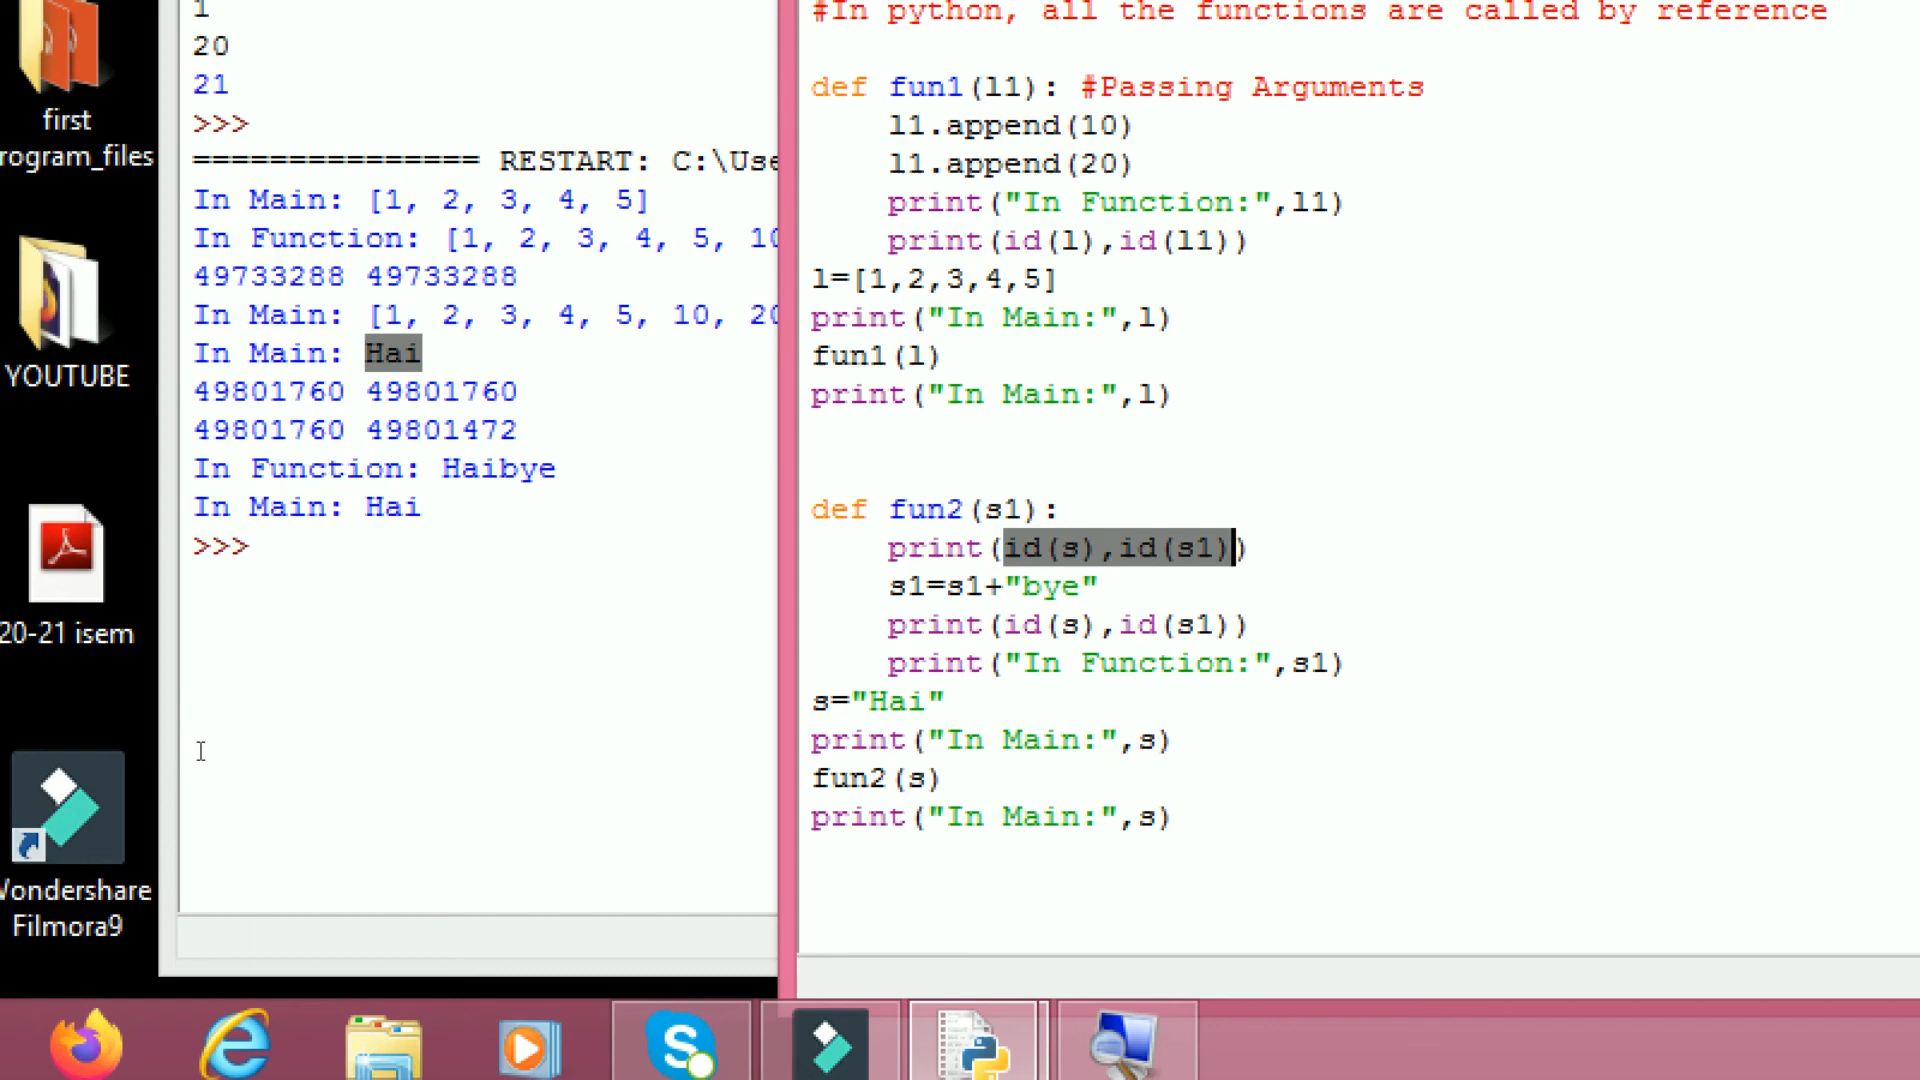 first
rogram_files
YOUTUBE
20-21 isem
Wondershare
Filmora9
1
20
21
>>>
=============== RESTART: C:\Use
In Main: [1, 2, 3, 4, 5]
In Function: [1, 2, 3, 4, 5, 10
49733288 49733288
In Main: [1, 2, 3, 4, 5, 10, 20
In Main: Hai
49801760 49801760
49801760 49801472
In Function: Haibye
In Main: Hai
>>>
#In python, all the functions are called by reference
def fun1(l1): #Passing Arguments
l1.append(10)
l1.append(20)
print("In Function:",l1)
print(id(l),id(l1))
l=[1,2,3,4,5]
print("In Main:",l)
fun1(l)
print("In Main:",l)
def fun2(s1):
print(id(s),id(s1))
s1=s1+"bye"
print(id(s),id(s1))
print("In Function:",s1)
s="Hai"
print("In Main:",s)
fun2(s)
print("In Main:",s)